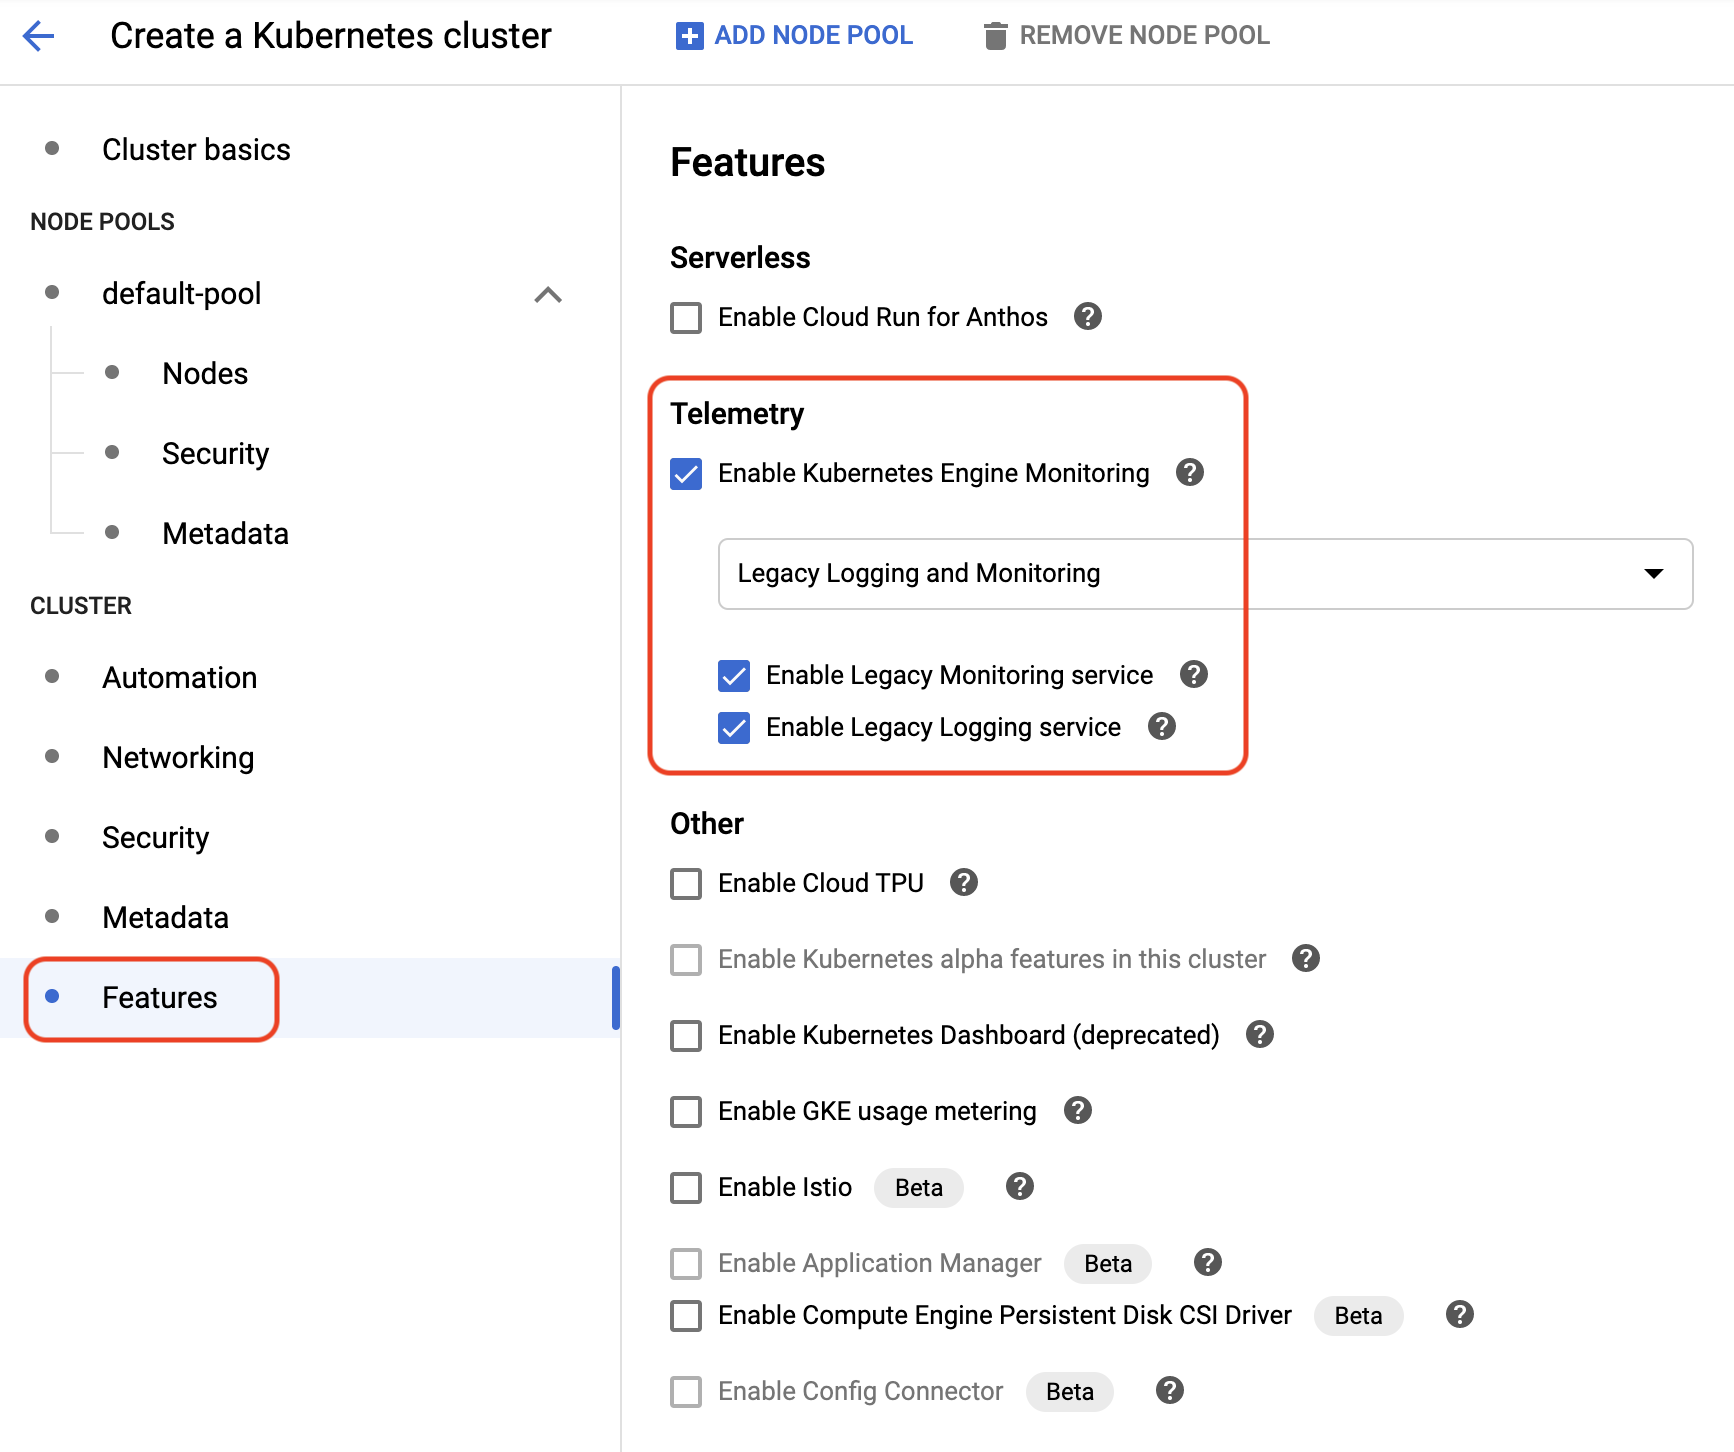 Create a Kubernetes cluster
ADD NODE POOL
REMOVE NODE POOL
Cluster basics
NODE POOLS
default-pool
Nodes
Security
Metadata
CLUSTER
Automation
Networking
Security
Metadata
Features
Features
Serverless
Enable Cloud Run for Anthos
Telemetry
Enable Kubernetes Engine Monitoring
Legacy Logging and Monitoring
Enable Legacy Monitoring service
Enable Legacy Logging service
Other
Enable Cloud TPU
Enable Kubernetes alpha features in this cluster
Enable Kubernetes Dashboard (deprecated)
Enable GKE usage metering
Enable Istio Beta
Enable Application Manager Beta
Enable Compute Engine Persistent Disk CSI Driver Beta
Enable Config Connector Beta